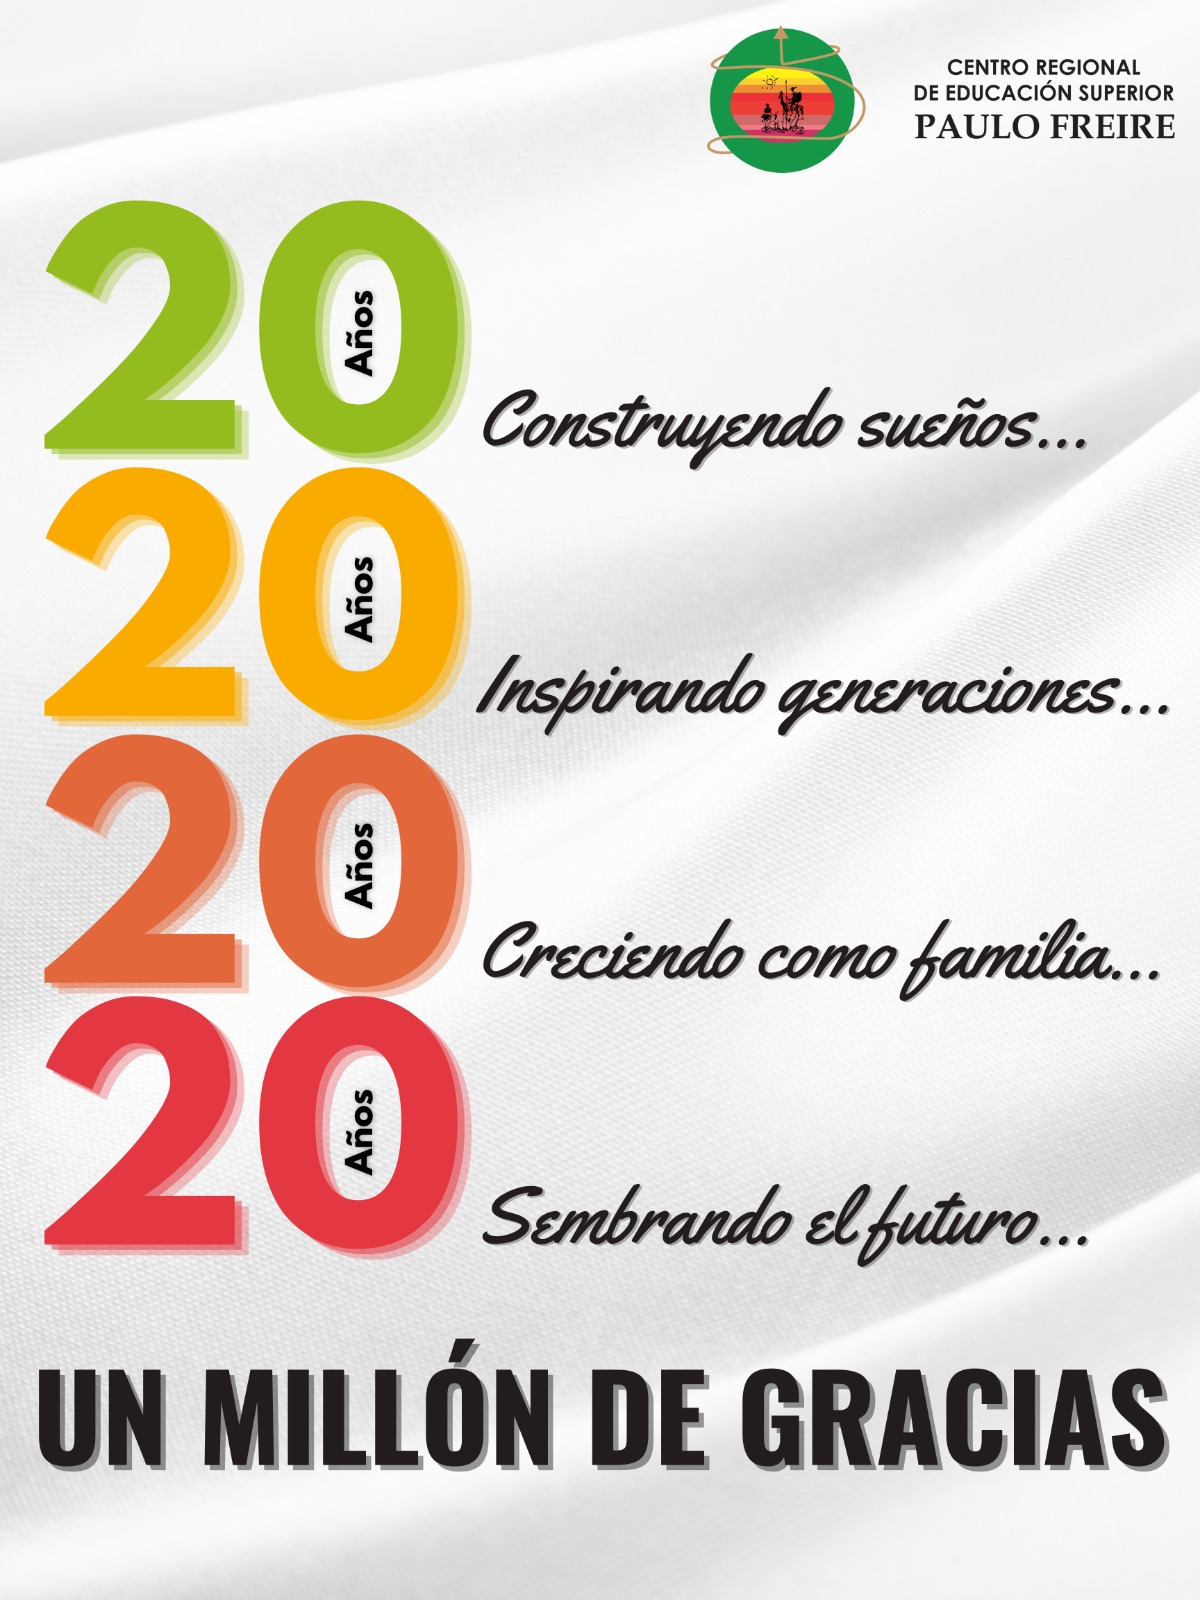 CENTRO REGIONAL
DE EDUCACIÓN SUPERIOR
PAULO FREIRE
20 Años
Construyendo sueños...
20 Años
Inspirando generaciones...
20 Años
Creciendo como familia...
20 Años
Sembrando el futuro...
UN MILLÓN DE GRACIAS